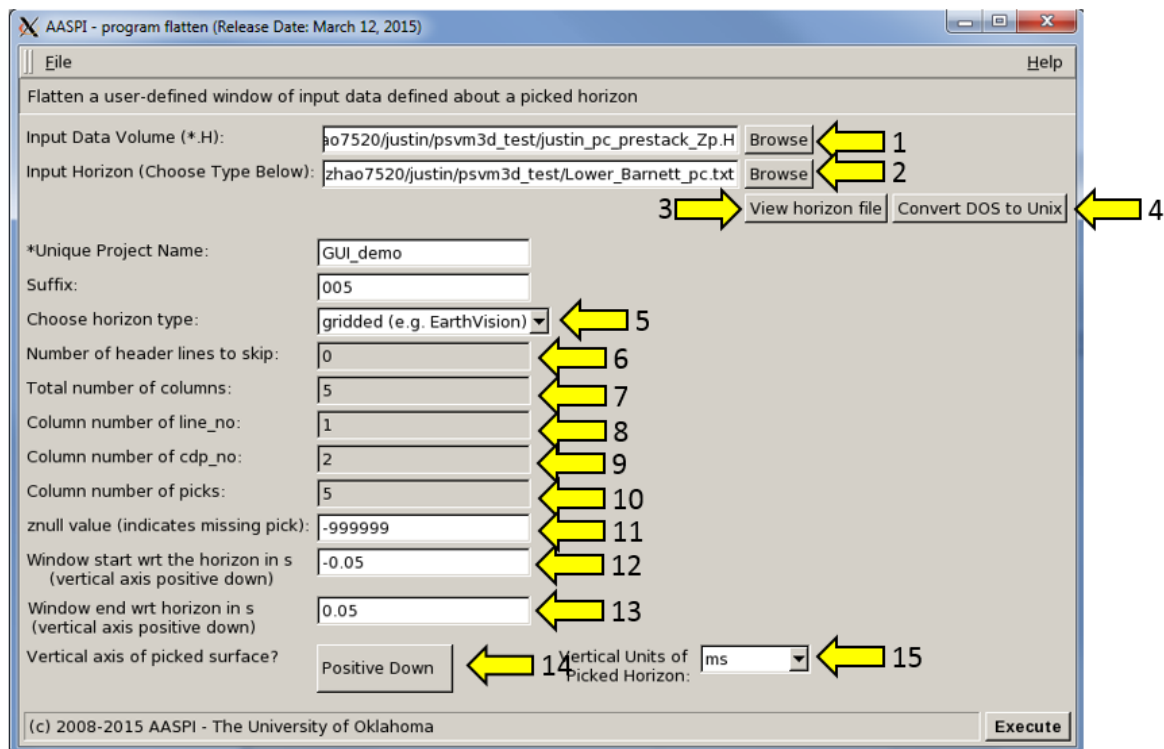 AASPI - program flatten (Release Date: March 12, 2015)
File Help
Flatten a user-defined window of input data defined about a picked horizon
Input Data Volume (*.H): ao7520/justin/psvm3d_test/justin_pc_prestack_Zp.H Browse 1
Input Horizon (Choose Type Below): zhao7520/justin/psvm3d_test/Lower_Barnett_pc.txt Browse 2
3 View horizon file Convert DOS to Unix 4
*Unique Project Name: GUI_demo
Suffix: 005
Choose horizon type: gridded (e.g. EarthVision) 5
Number of header lines to skip: 0 6
Total number of columns: 5 7
Column number of line_no: 1 8
Column number of cdp_no: 2 9
Column number of picks: 5 10
znull value (indicates missing pick): -999999 11
Window start wrt the horizon in s -0.05 12
(vertical axis positive down)
Window end wrt horizon in s 0.05 13
(vertical axis positive down)
Vertical axis of picked surface? Positive Down 14 Vertical Units of ms 15
Picked Horizon:
(c) 2008-2015 AASPI - The University of Oklahoma Execute